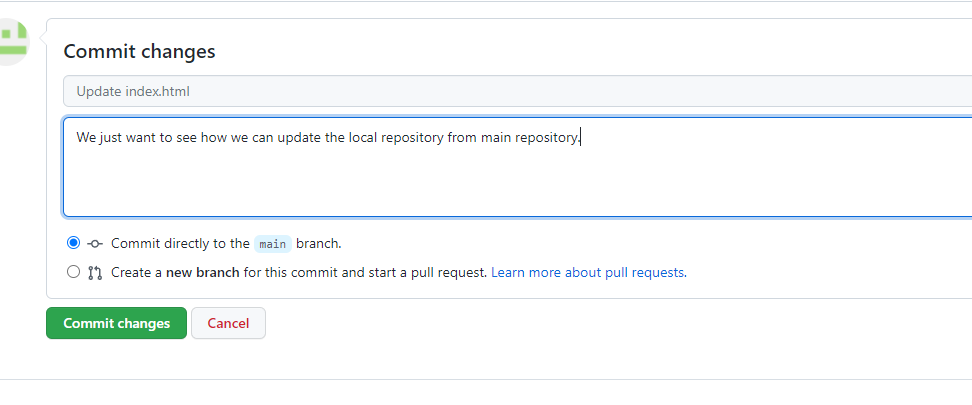 Commit changes
Update index.html
We just want to see how we can update the local repository from main repository.
Commit directly to the main branch.
Create a new branch for this commit and start a pull request. Learn more about pull requests.
Commit changes Cancel